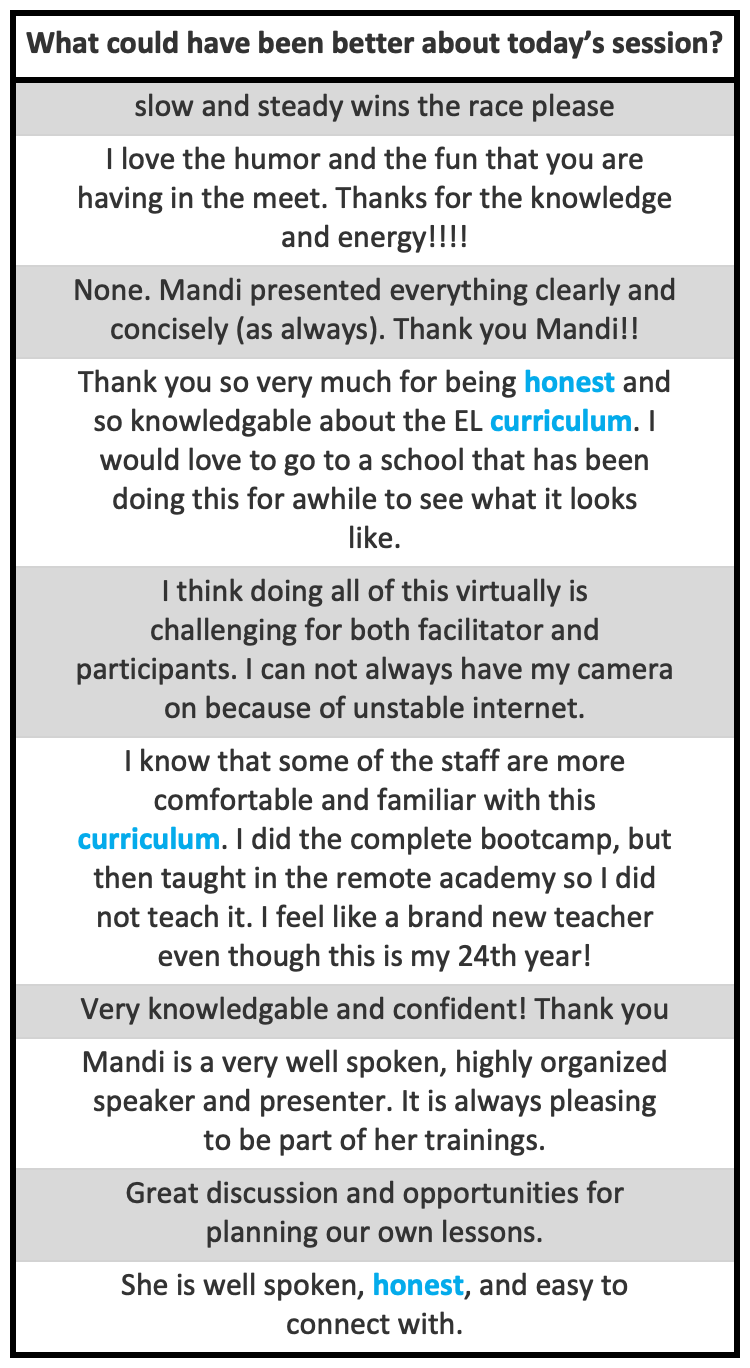 What could have been better about today’s session?
slow and steady wins the race please
I love the humor and the fun that you are
having in the meet. Thanks for the knowledge
and energy!!!!
None. Mandi presented everything clearly and
concisely (as always). Thank you Mandi!!
Thank you so very much for being honest and
so knowledgable about the EL curriculum. I
would love to go to a school that has been
doing this for awhile to see what it looks
like.
I think doing all of this virtually is
challenging for both facilitator and
participants. I can not always have my camera
on because of unstable internet.
I know that some of the staff are more
comfortable and familiar with this
curriculum. I did the complete bootcamp, but
then taught in the remote academy so I did
not teach it. I feel like a brand new teacher
even though this is my 24th year!
Very knowledgable and confident! Thank you
Mandi is a very well spoken, highly organized
speaker and presenter. It is always pleasing
to be part of her trainings.
Great discussion and opportunities for
planning our own lessons.
She is well spoken, honest, and easy to
connect with.